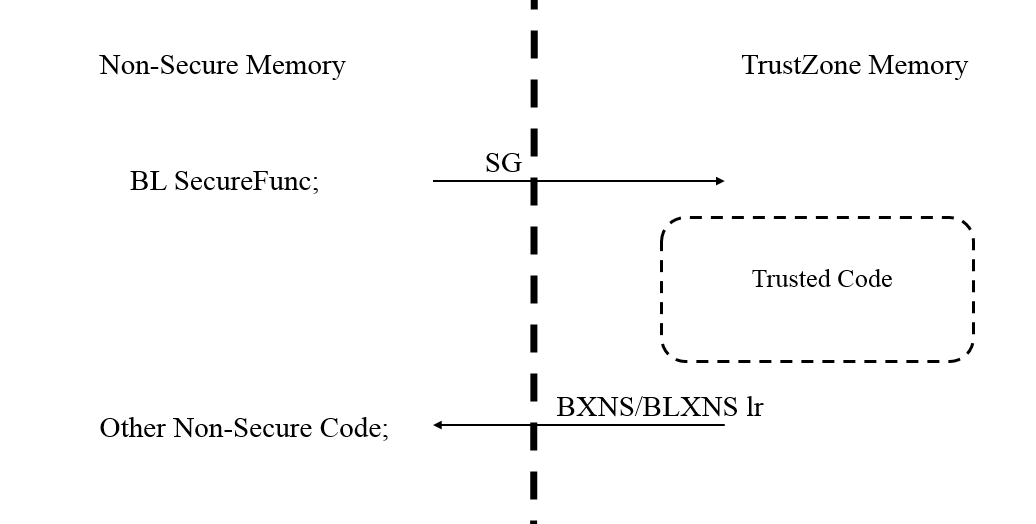 Non-Secure Memory
TrustZone Memory
SG
BL SecureFunc;
Trusted Code
BXNS/BLXNS lr
Other Non-Secure Code;